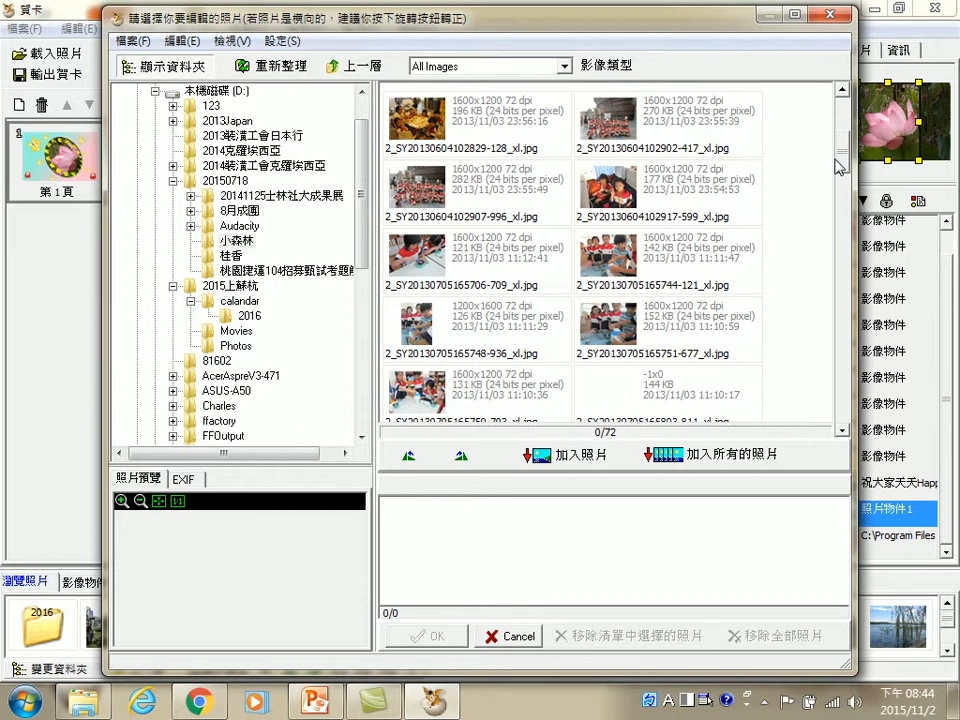 賀卡
檔案(F) 編輯(E)
載入照片
輸出賀卡
1
第 1 頁
請選擇你要編輯的照片(若照片是橫向的，建議你按下旋轉按鈕轉正)
檔案(F) 編輯(E) 檢視(V) 設定(S)
顯示資料夾 重新整理 上一層 All Images 影像類型
本機磁碟 (D:)
123
2013Japan
2013裝潢工會日本行
2014克羅埃西亞
2014裝潢工會克羅埃西亞
20150718
20141125士林社大成果展
8月成團
Audacity
小森林
桂香
桃園捷運104招募甄試考題
2015上蘇杭
calandar
2016
Movies
Photos
81602
AcerAspreV3-471
ASUS-A50
Charles
ffactory
FFOutput
1600x1200 72 dpi
196 KB (24 bits per pixel)
2013/11/03 23:56:16
2_SY20130604102829-128_xl.jpg
1600x1200 72 dpi
270 KB (24 bits per pixel)
2013/11/03 23:55:39
2_SY20130604102902-417_xl.jpg
1600x1200 72 dpi
282 KB (24 bits per pixel)
2013/11/03 23:55:49
2_SY20130604102907-996_xl.jpg
1600x1200 72 dpi
177 KB (24 bits per pixel)
2013/11/03 23:54:53
2_SY20130604102917-599_xl.jpg
1600x1200 72 dpi
121 KB (24 bits per pixel)
2013/11/03 11:12:41
2_SY20130705165706-709_xl.jpg
1600x1200 72 dpi
142 KB (24 bits per pixel)
2013/11/03 11:11:47
2_SY20130705165744-121_xl.jpg
1200x1600 72 dpi
126 KB (24 bits per pixel)
2013/11/03 11:11:29
2_SY20130705165748-936_xl.jpg
1600x1200 72 dpi
152 KB (24 bits per pixel)
2013/11/03 11:10:59
2_SY20130705165751-677_xl.jpg
1600x1200 72 dpi
131 KB (24 bits per pixel)
2013/11/03 11:10:36
-1x0
144 KB
2013/11/03 11:10:17
0/72
加入照片 加入所有的照片
照片預覽 EXIF
0/0
OK Cancel 移除清單中選擇的照片 移除全部照片
片 資訊
影像物件
影像物件
影像物件
影像物件
影像物件
影像物件
影像物件
影像物件
影像物件
影像物件
祝大家天天Happ
照片物件1
C:\Program Files
瀏覽照片 影像物件
2016
變更資料夾
下午 08:44
2015/11/2